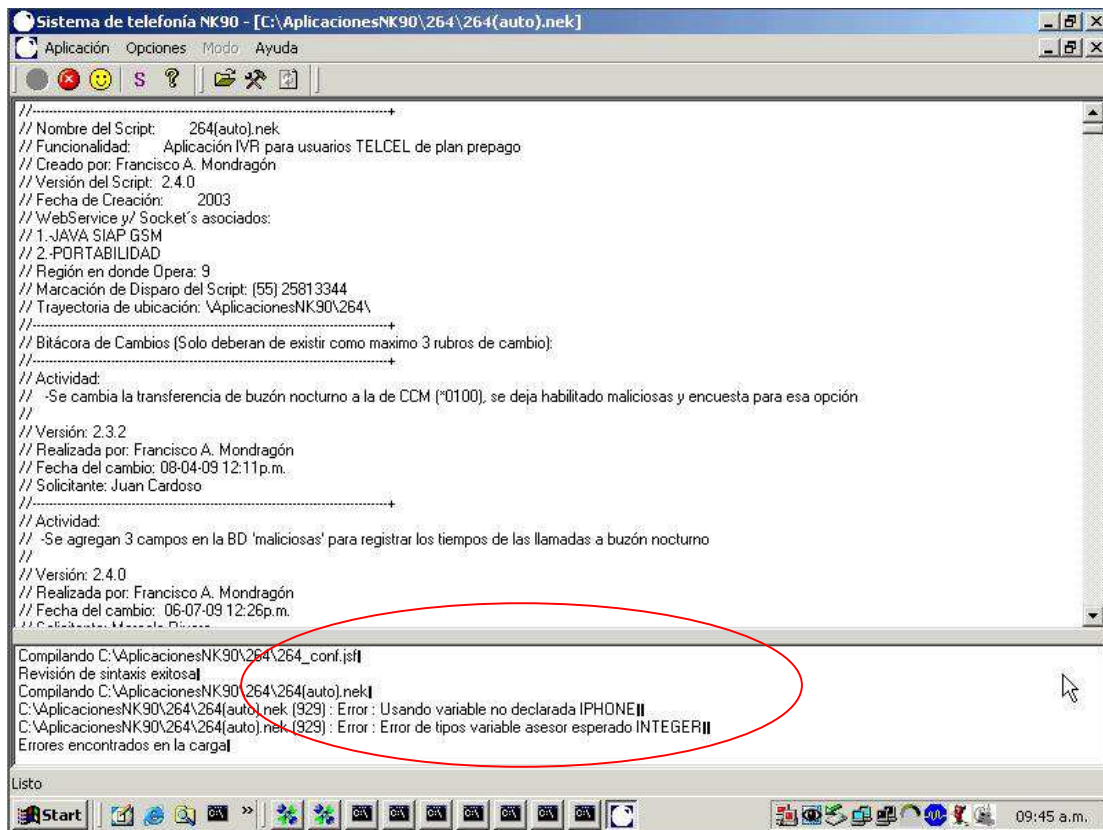 Sistema de telefonía NK90 - [C:\AplicacionesNK90\264\264(auto).nek]
Aplicación Opciones Modo Ayuda
S ?
//----------------------------------------------------------------------------------+
// Nombre del Script: 264(auto).nek
// Funcionalidad: Aplicación IVR para usuarios TELCEL de plan prepago
// Creado por: Francisco A. Mondragón
// Versión del Script: 2.4.0
// Fecha de Creación: 2003
// WebService y/ Socket´s asociados:
// 1.-JAVA SIAP GSM
// 2.-PORTABILIDAD
// Región en donde Opera: 9
// Marcación de Disparo del Script: (55) 25813344
// Trayectoria de ubicación: \AplicacionesNK90\264\
//----------------------------------------------------------------------------------+
// Bitácora de Cambios (Solo deberan de existir como maximo 3 rubros de cambio):
//----------------------------------------------------------------------------------+
// Actividad:
// -Se cambia la transferencia de buzón nocturno a la de CCM (*0100), se deja habilitado maliciosas y encuesta para esa opción
//
// Versión: 2.3.2
// Realizada por: Francisco A. Mondragón
// Fecha del cambio: 08-04-09 12:11p.m.
// Solicitante: Juan Cardoso
//----------------------------------------------------------------------------------+
// Actividad:
// -Se agregan 3 campos en la BD 'maliciosas' para registrar los tiempos de las llamadas a buzón nocturno
//
// Versión: 2.4.0
// Realizada por: Francisco A. Mondragón
// Fecha del cambio: 06-07-09 12:26p.m.
Compilando C:\AplicacionesNK90\264\264_conf.jsf
Revisión de sintaxis exitosa
Compilando C:\AplicacionesNK90\264\264(auto).nek
C:\AplicacionesNK90\264\264(auto).nek (929) : Error : Usando variable no declarada IPHONE
C:\AplicacionesNK90\264\264(auto).nek (929) : Error : Error de tipos variable asesor esperado INTEGER
Errores encontrados en la carga
Listo
Start » 09:45 a.m.